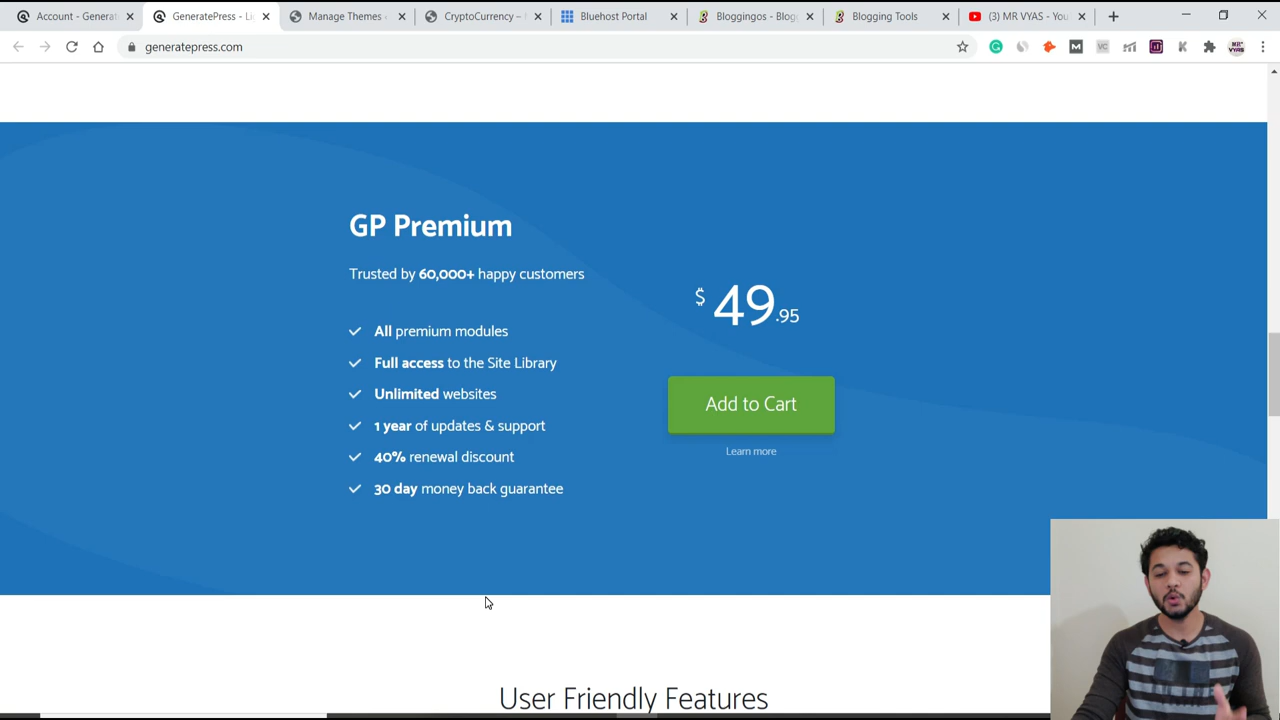 Account - Genera
GeneratePress - Li
Manage Themes
CryptoCurrency –
Bluehost Portal
Bloggingos - Blog
Blogging Tools
(3) MR VYAS - You
generatepress.com
M
VC
K
GP Premium
Trusted by 60,000+ happy customers
All premium modules
Full access to the Site Library
Unlimited websites
1 year of updates & support
40% renewal discount
30 day money back guarantee
$ 49.95
Add to Cart
Learn more
User Friendly Features